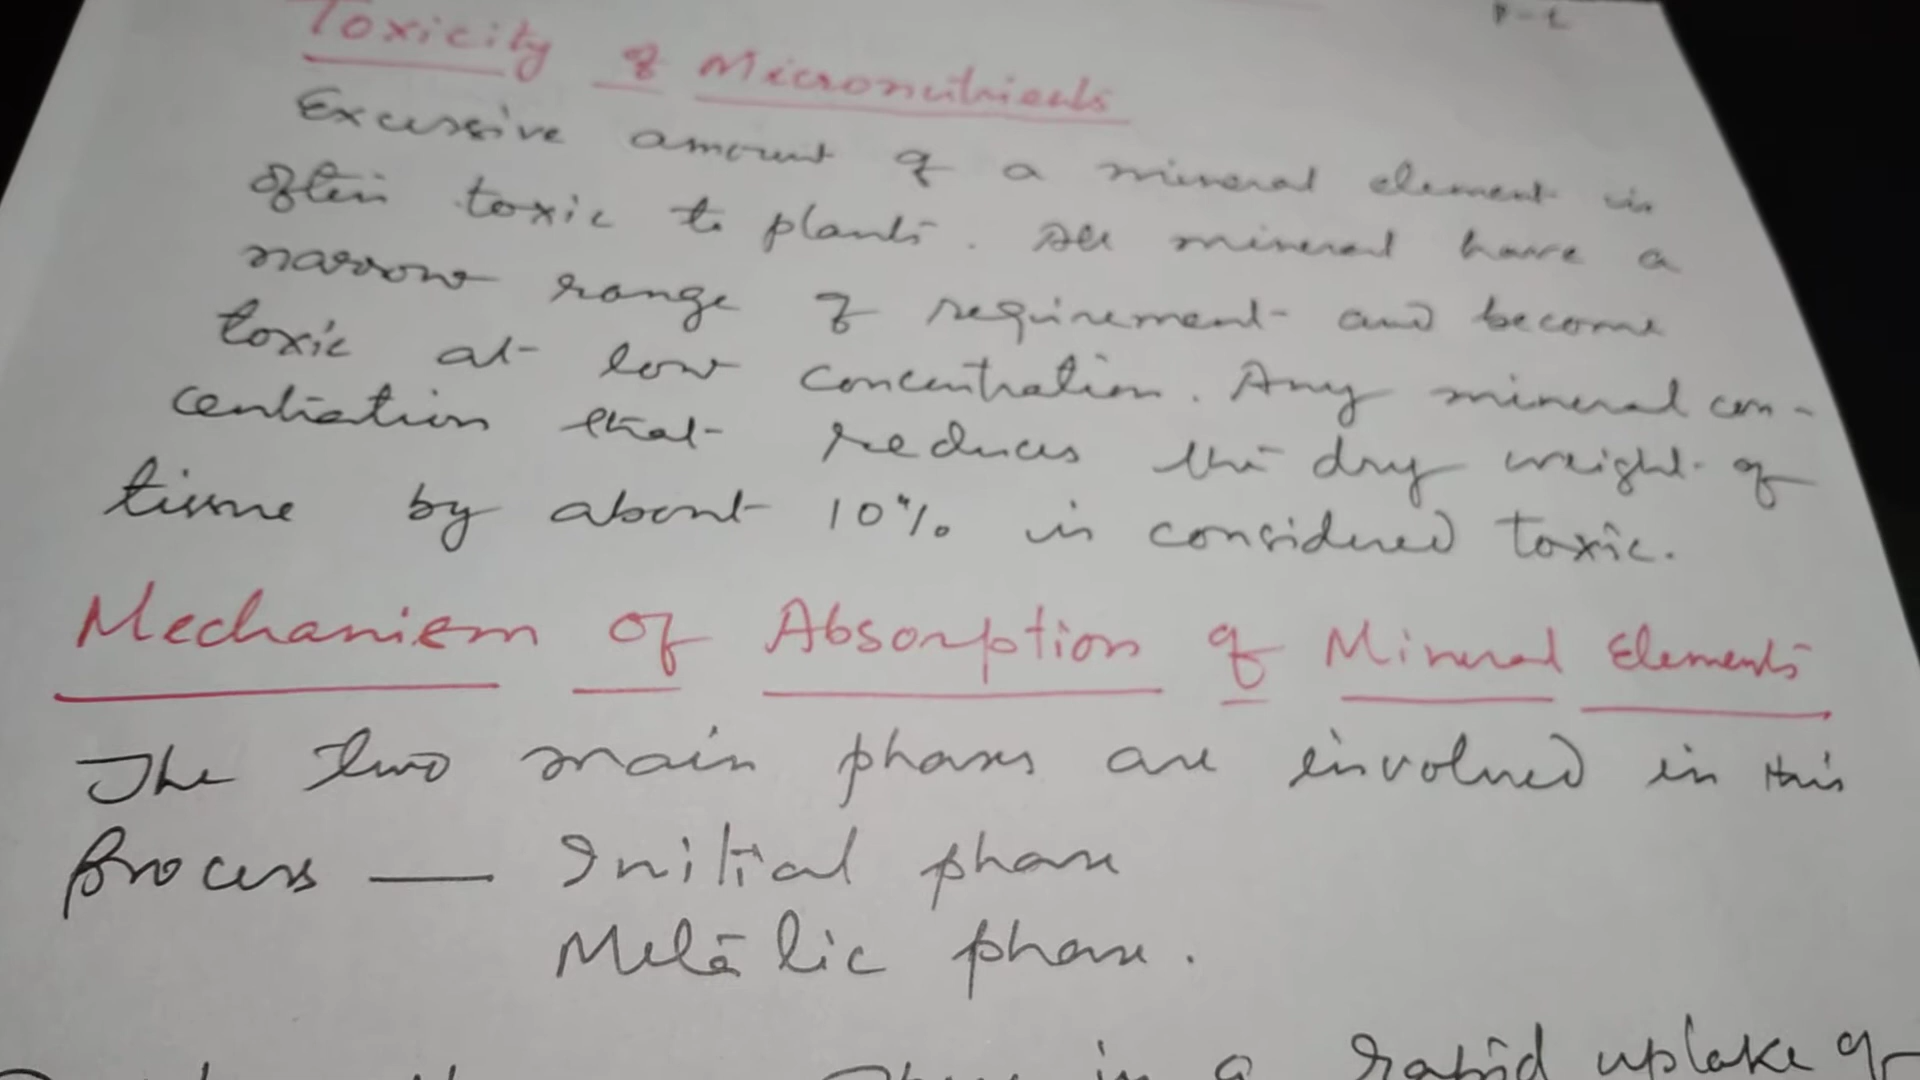 P-2
Toxicity of Micronutrients
Excessive amount of a mineral element is
often toxic to plants. All mineral have a
narrow range of requirement and become
toxic at low concentration. Any mineral con-
centration that reduces the dry weight of
tissue by about 10% is considered toxic.
Mechanism of Absorption of Mineral Elements
The two main phases are involved in this
process — Initial phase
Metalic phase.
is a rapid uptake of